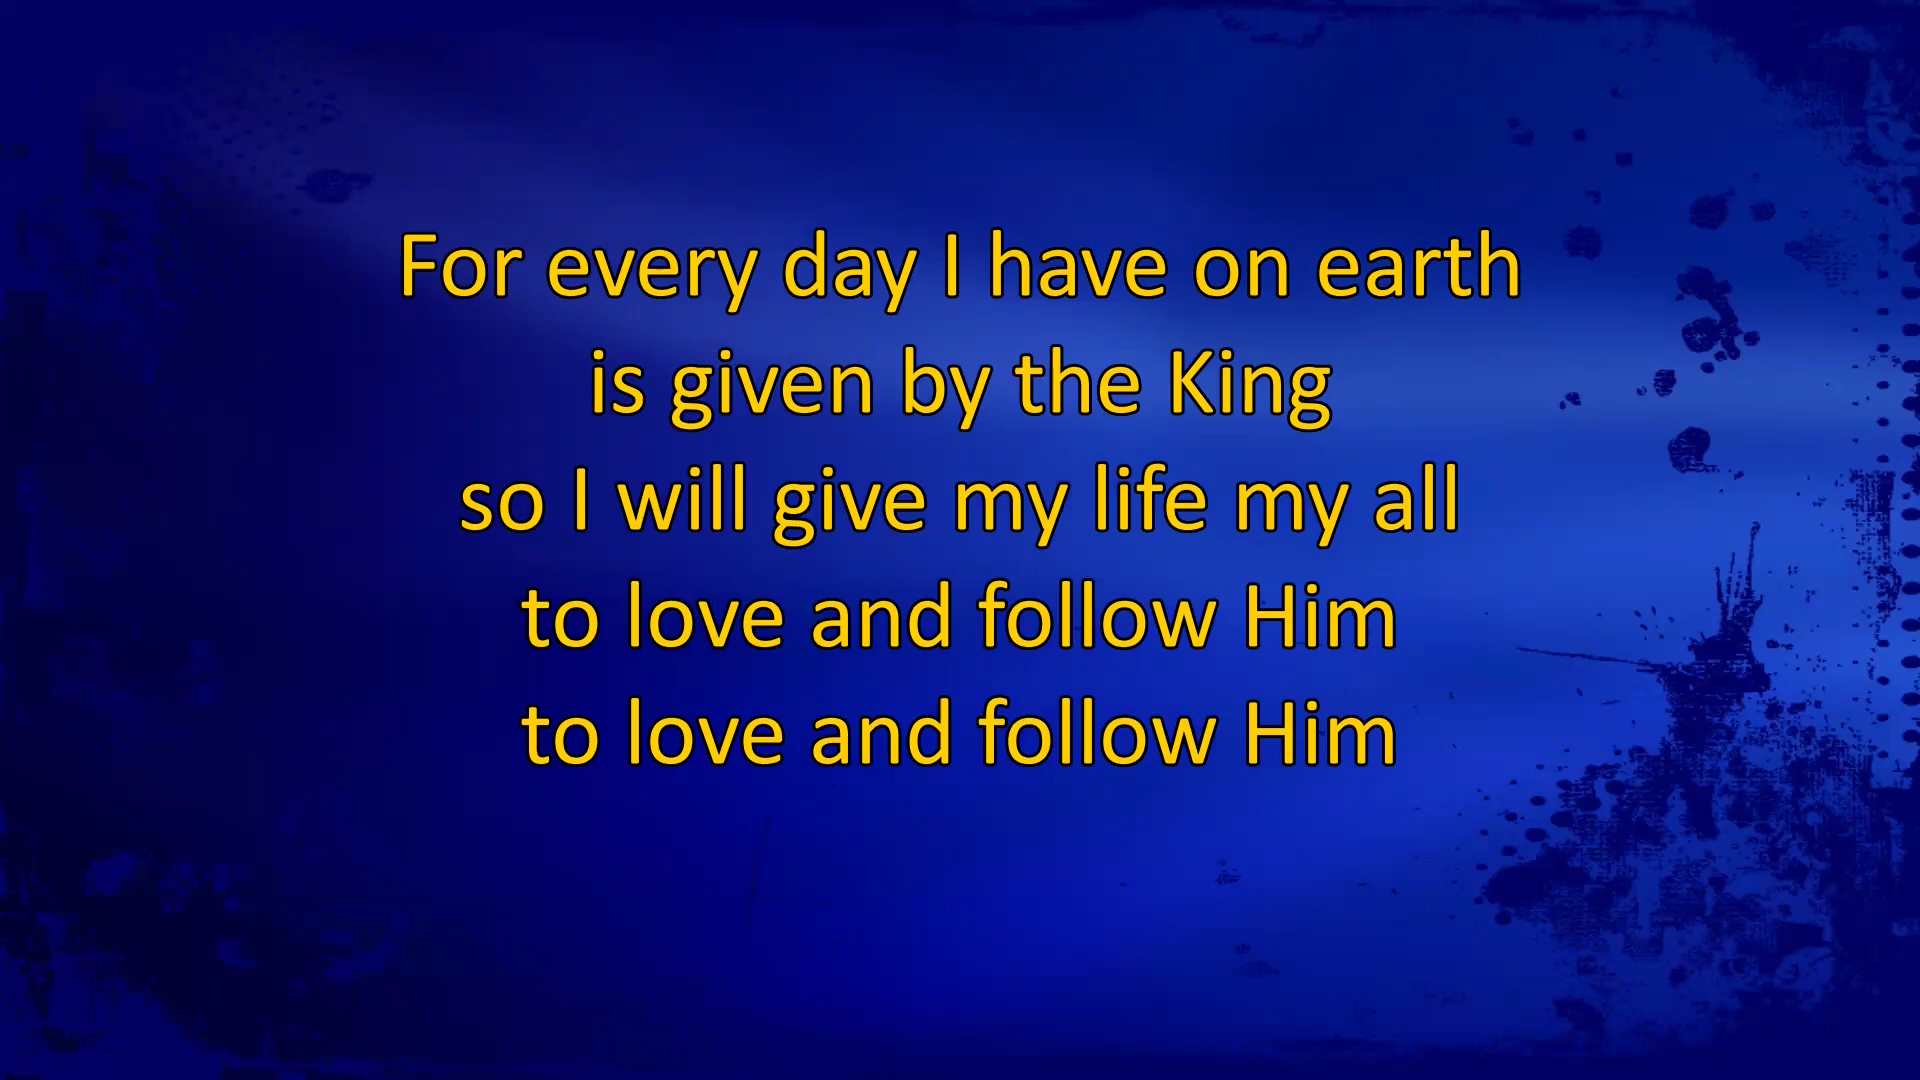 For every day I have on earth
is given by the King
so I will give my life my all
to love and follow Him
to love and follow Him